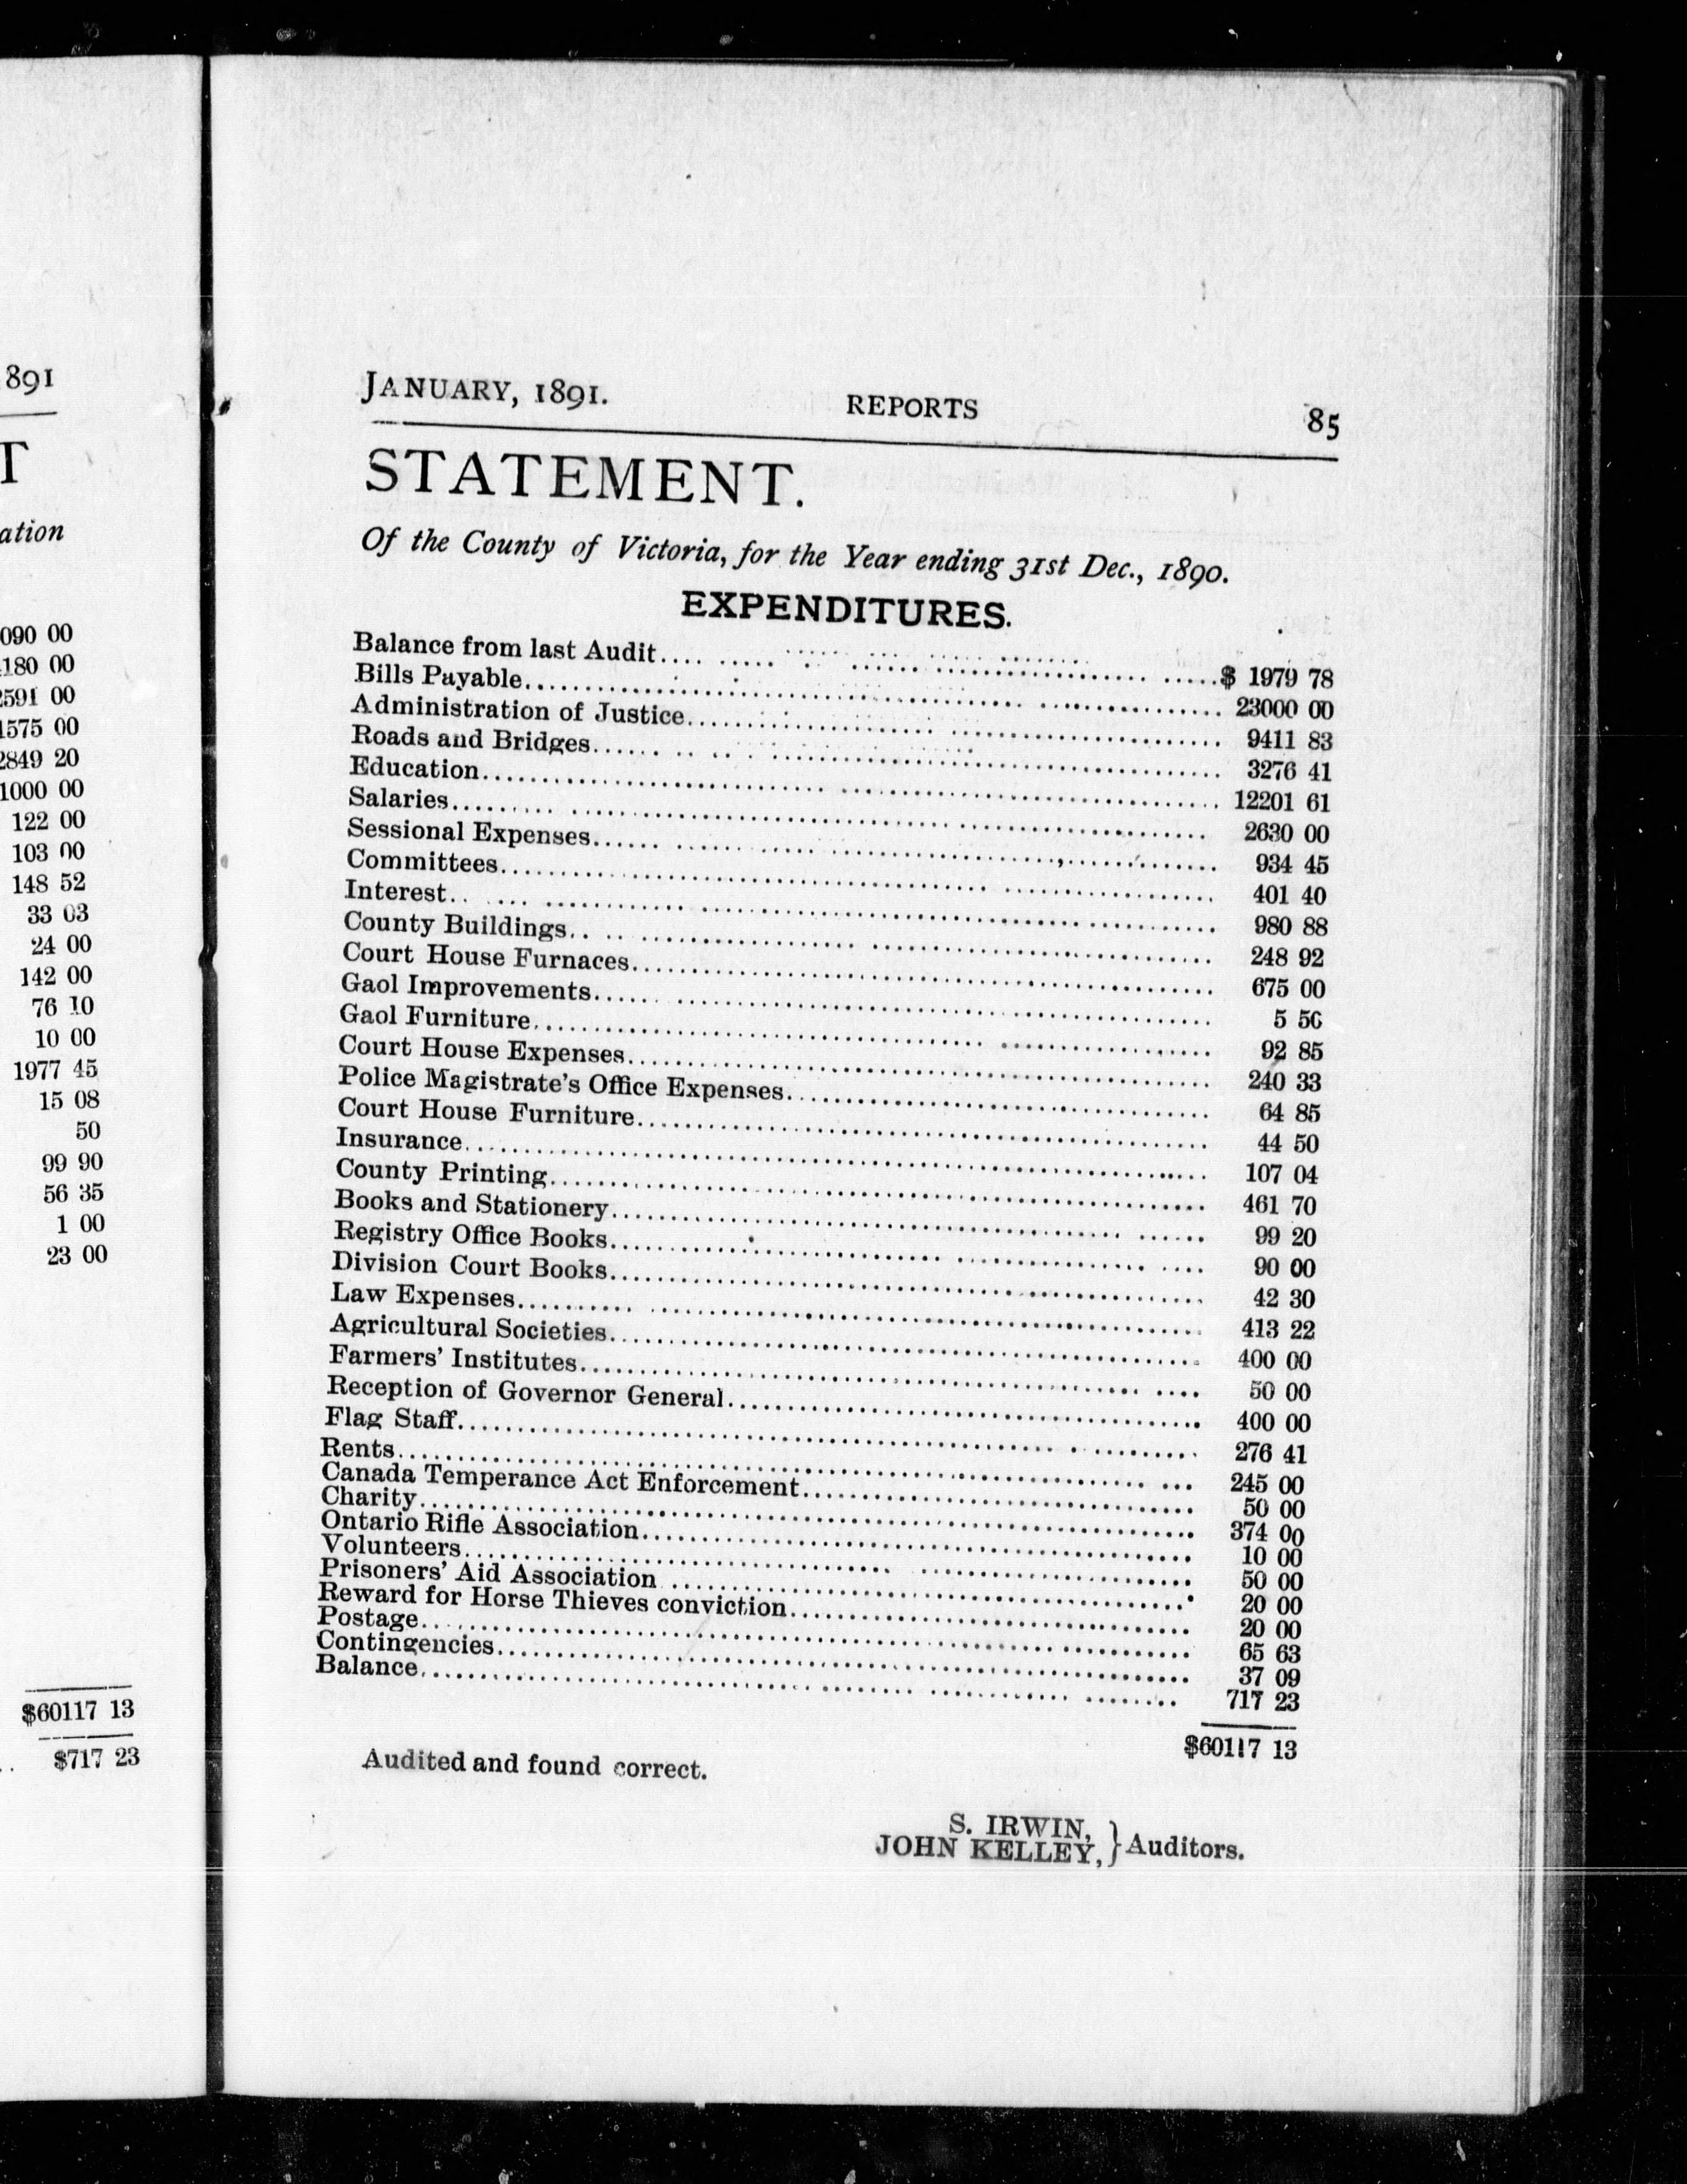 891
T
ation
090 00
180 00
2591 00
1575 00
2849 20
1000 00
122 00
103 00
148 52
33 03
24 00
142 00
76 10
10 00
1977 45
15 08
50
99 90
56 35
1 00
23 00
$60117 13
$717 23
JANUARY, 1891. REPORTS 85
STATEMENT.
Of the County of Victoria, for the Year ending 31st Dec., 1890.
EXPENDITURES.
Balance from last Audit.... $ 1979 78
Bills Payable.... 23000 00
Administration of Justice.... 9411 83
Roads and Bridges.... 3276 41
Education.... 12201 61
Salaries.... 2630 00
Sessional Expenses.... 934 45
Committees.... 401 40
Interest.... 980 88
County Buildings.... 248 92
Court House Furnaces.... 675 00
Gaol Improvements.... 5 50
Gaol Furniture.... 92 85
Court House Expenses.... 240 33
Police Magistrate's Office Expenses.... 64 85
Court House Furniture.... 44 50
Insurance.... 107 04
County Printing.... 461 70
Books and Stationery.... 99 20
Registry Office Books.... 90 00
Division Court Books.... 42 30
Law Expenses.... 413 22
Agricultural Societies.... 400 00
Farmers' Institutes.... 50 00
Reception of Governor General.... 400 00
Flag Staff.... 276 41
Rents.... 245 00
Canada Temperance Act Enforcement.... 50 00
Charity.... 374 00
Ontario Rifle Association.... 10 00
Volunteers.... 50 00
Prisoners' Aid Association.... 20 00
Reward for Horse Thieves conviction.... 20 00
Postage.... 65 63
Contingencies.... 37 09
Balance.... 717 23
$60117 13
Audited and found correct.
S. IRWIN,
JOHN KELLEY, } Auditors.